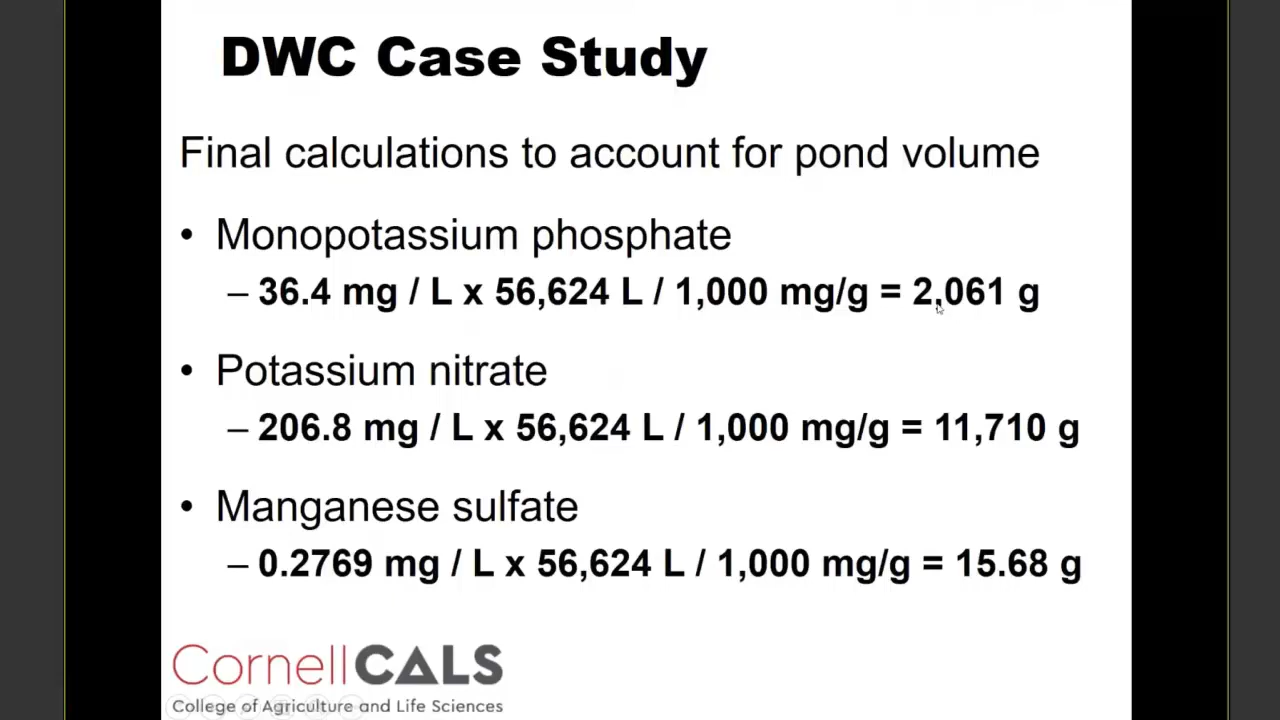 DWC Case Study
Final calculations to account for pond volume
• Monopotassium phosphate
– 36.4 mg / L x 56,624 L / 1,000 mg/g = 2,061 g
• Potassium nitrate
– 206.8 mg / L x 56,624 L / 1,000 mg/g = 11,710 g
• Manganese sulfate
– 0.2769 mg / L x 56,624 L / 1,000 mg/g = 15.68 g
CornellCALS
College of Agriculture and Life Sciences